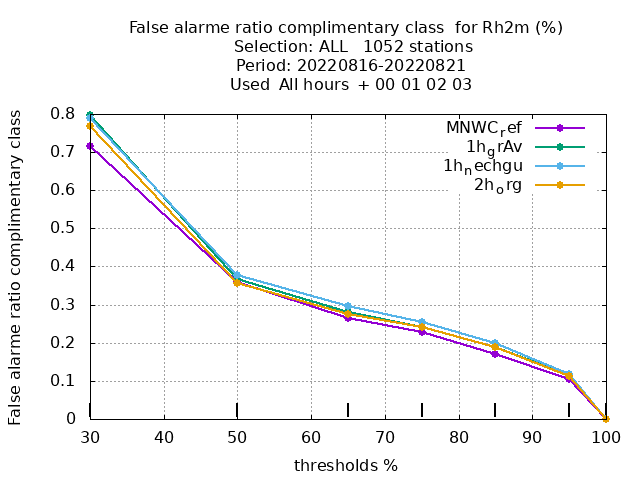 False alarme ratio complimentary class  for Rh2m (%)
Selection: ALL   1052 stations
Period: 20220816-20220821
Used  All hours  + 00 01 02 03
False alarme ratio complimentary class
0.8
0.7
0.6
0.5
0.4
0.3
0.2
0.1
0
MNWC_ref
1h_grAv
1h_nechgu
2h_org
30 40 50 60 70 80 90 100
thresholds %